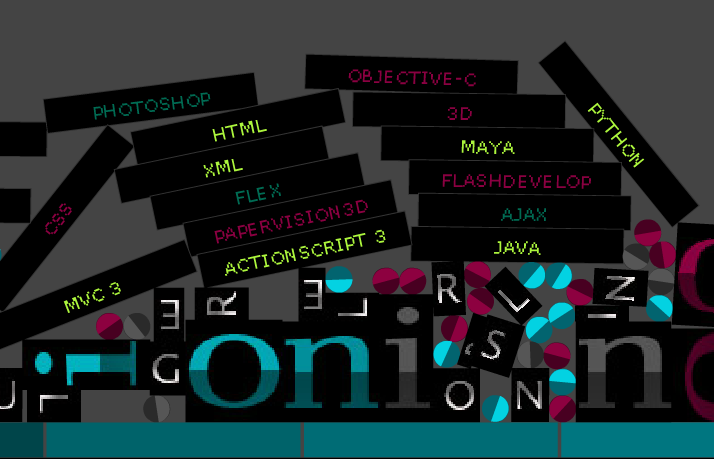 OBJECTIVE-C
PHOTOSHOP
3D
HTML
PYTHON
MAYA
XML
FLASHDEVELOP
FLEX
CSS
PAPERVISION3D
AJAX
ACTIONSCRIPT 3
JAVA
MVC 3
E
R
E
L
R
L
Z
I
G
S
oni
n
O
N